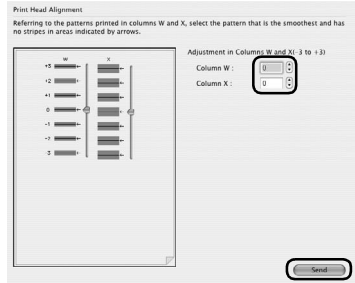 Print Head Alignment
Referring to the patterns printed in columns W and X, select the pattern that is the smoothest and has
no stripes in areas indicated by arrows.
Adjustment in Columns W and X(-3 to +3)
W X
Column W : 0
Column X : 0
+3
+2
+1
0
-1
-2
-3
Send